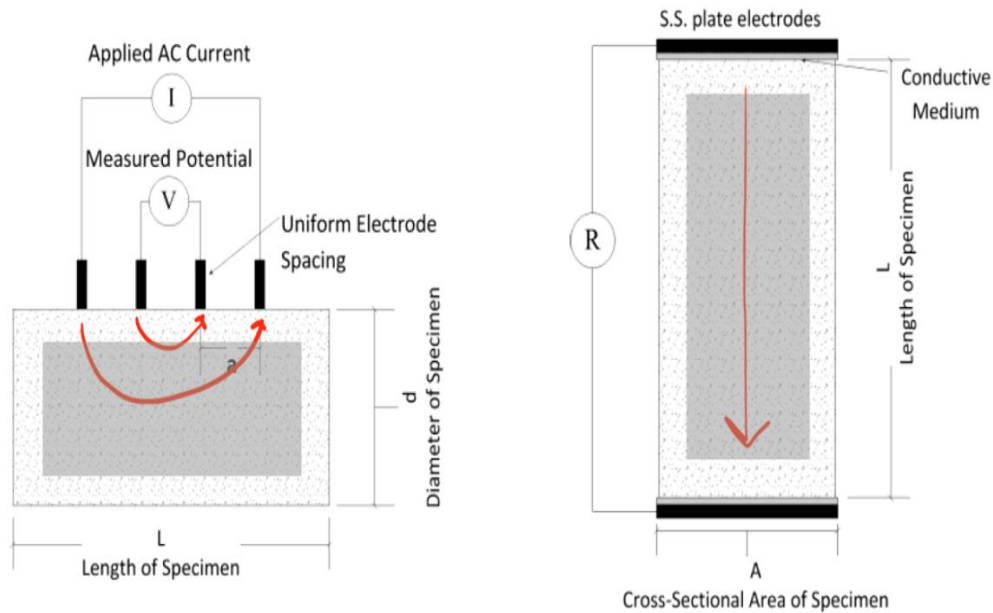 Applied AC Current
I
Measured Potential
V
Uniform Electrode
Spacing
a
d
Diameter of Specimen
L
Length of Specimen
S.S. plate electrodes
Conductive
Medium
R
L
Length of Specimen
A
Cross-Sectional Area of Specimen